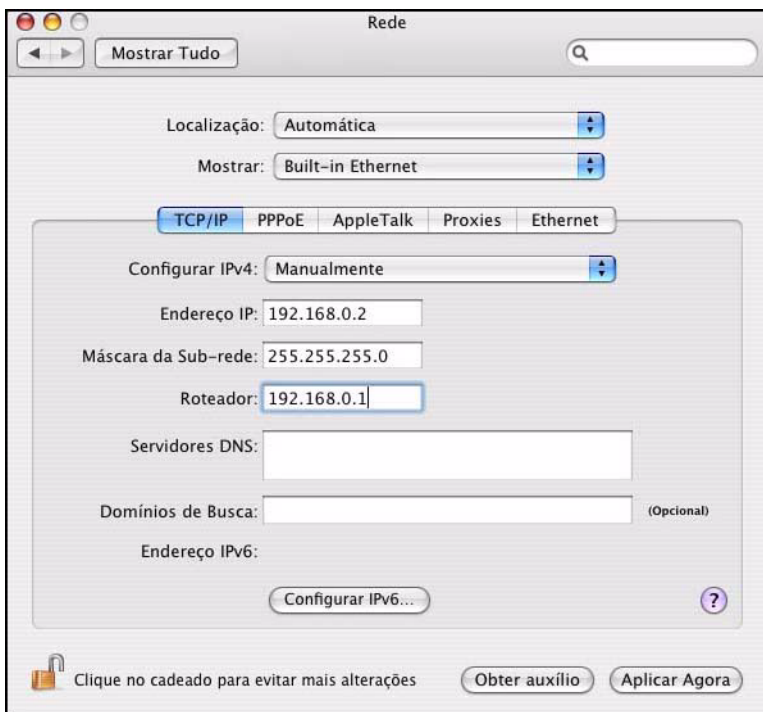 Rede
Mostrar Tudo
Localização: Automática
Mostrar: Built-in Ethernet
TCP/IP PPPoE AppleTalk Proxies Ethernet
Configurar IPv4: Manualmente
Endereço IP: 192.168.0.2
Máscara da Sub-rede: 255.255.255.0
Roteador: 192.168.0.1
Servidores DNS:
Domínios de Busca: (Opcional)
Endereço IPv6:
Configurar IPv6... ?
Clique no cadeado para evitar mais alterações Obter auxílio Aplicar Agora